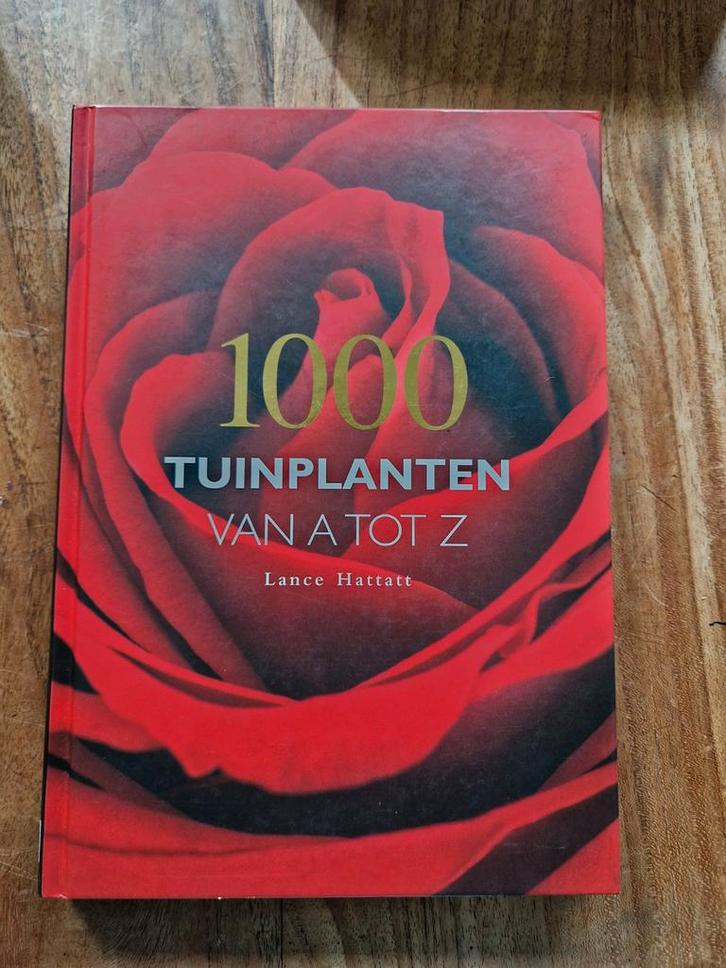 1000
TUINPLANTEN
VAN A TOT Z
Lance Hattatt